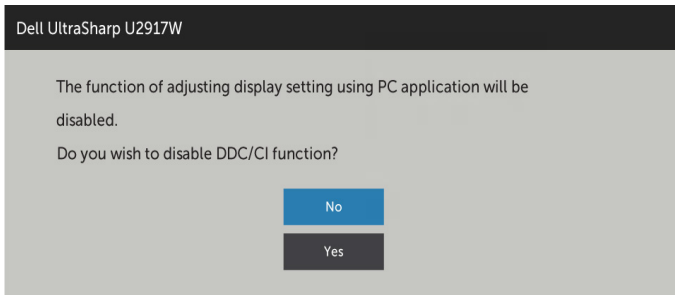 Dell UltraSharp U2917W
The function of adjusting display setting using PC application will be
disabled.
Do you wish to disable DDC/CI function?
No
Yes